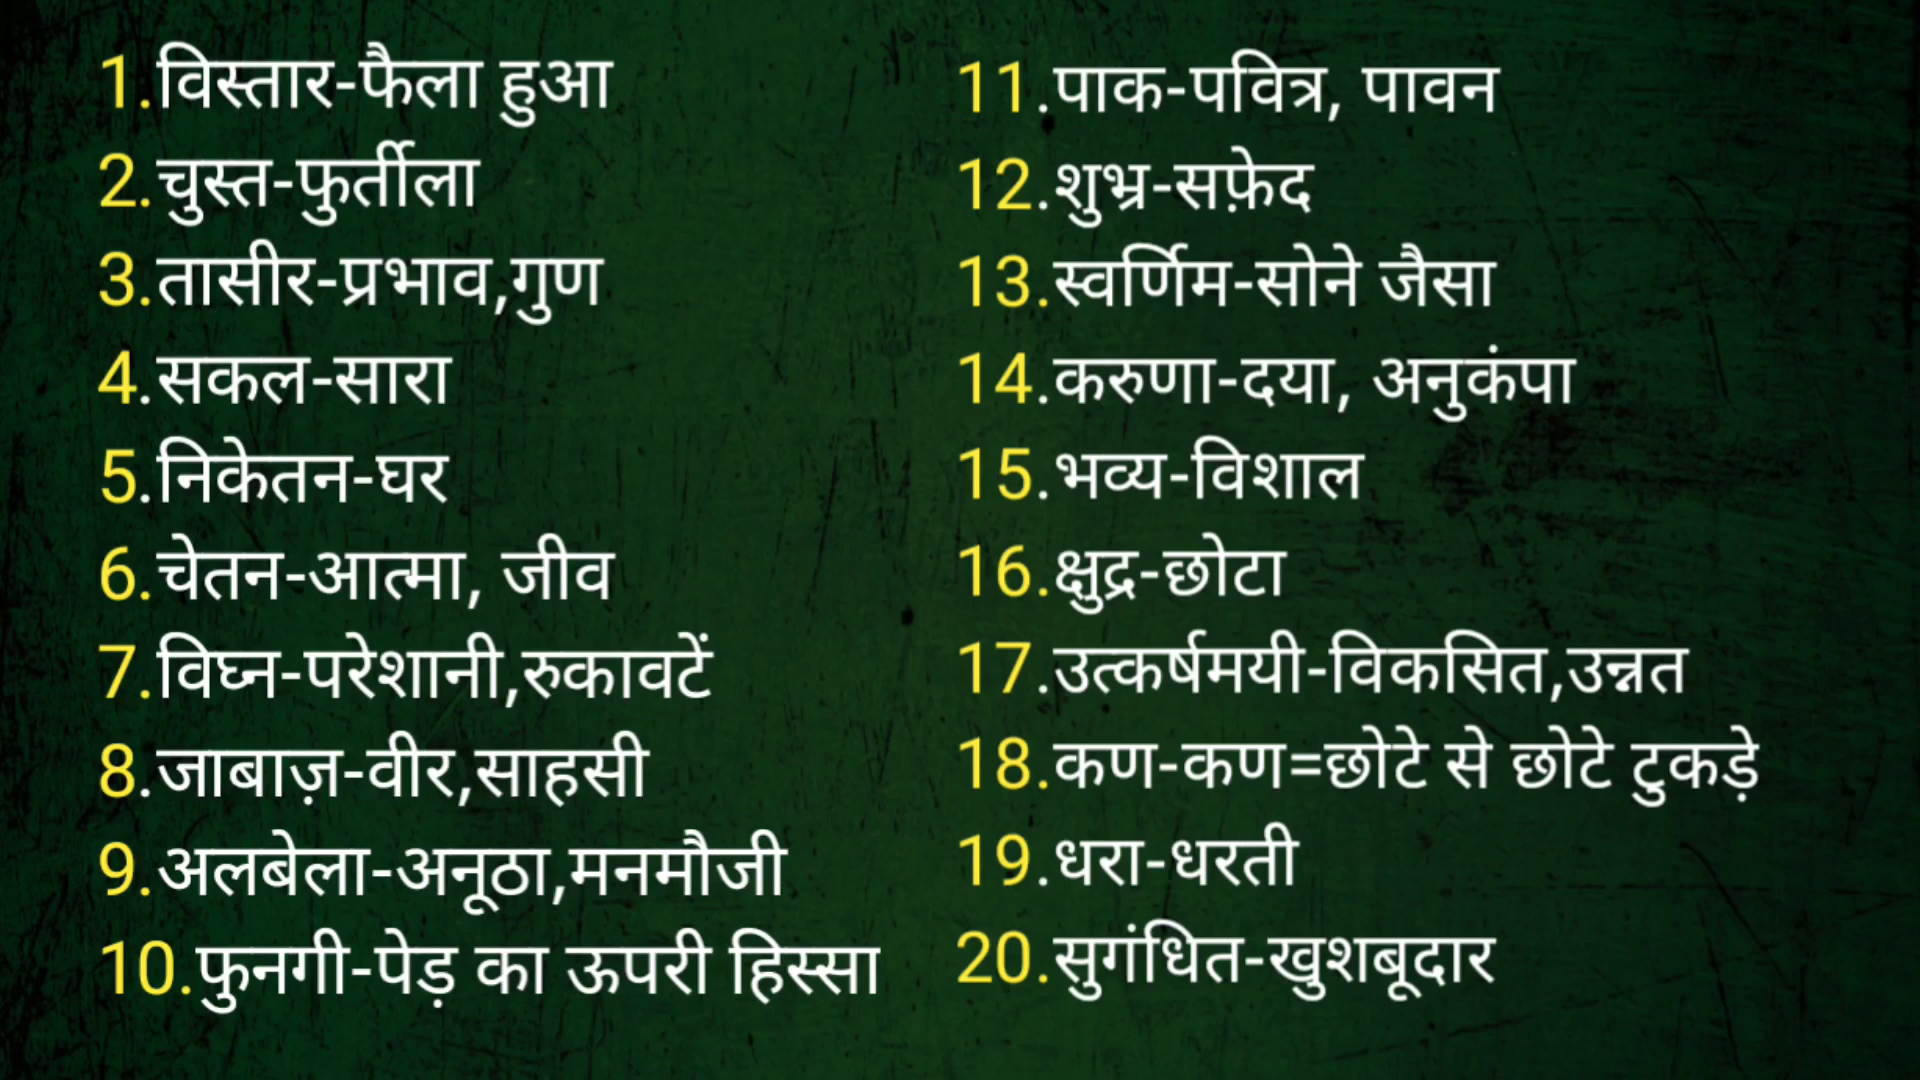 1.विस्तार-फैला हुआ
2.चुस्त-फुर्तीला
3.तासीर-प्रभाव,गुण
4.सकल-सारा
5.निकेतन-घर
6.चेतन-आत्मा, जीव
7.विघ्न-परेशानी,रुकावटें
8.जाबाज़-वीर,साहसी
9.अलबेला-अनूठा,मनमौजी
10.फुनगी-पेड़ का ऊपरी हिस्सा
11.पाक-पवित्र, पावन
12.शुभ्र-सफ़ेद
13.स्वर्णिम-सोने जैसा
14.करुणा-दया, अनुकंपा
15.भव्य-विशाल
16.क्षुद्र-छोटा
17.उत्कर्षमयी-विकसित,उन्नत
18.कण-कण=छोटे से छोटे टुकड़े
19.धरा-धरती
20.सुगंधित-खुशबूदार